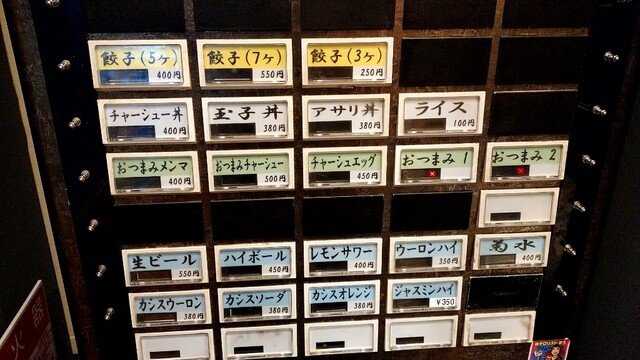 餃子(5ヶ)
400円
餃子(7ヶ)
550円
餃子(3ヶ)
250円
チャーシュー丼
400円
玉子丼
380円
アサリ丼
380円
ライス
100円
おつまみメンマ
400円
おつまみチャーシュー
500円
チャーシュエッグ
450円
おつまみ1
おつまみ2
生ビール
550円
ハイボール
450円
レモンサワー
400円
ウーロンハイ
350円
菊水
400円
カシスウーロン
380円
カシスソーダ
380円
カシスオレンジ
380円
ジャスミンハイ
¥350
火器